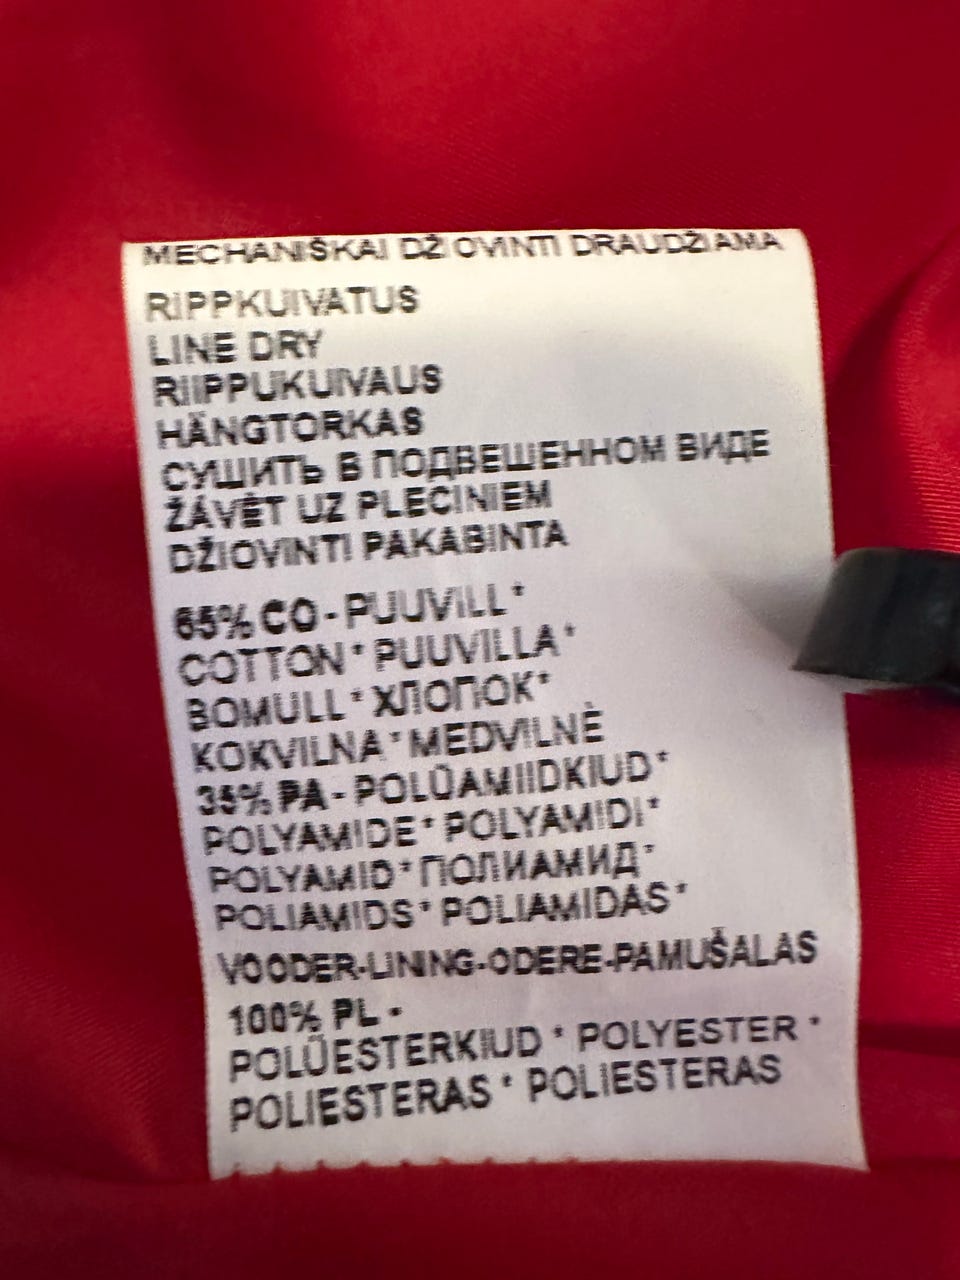 MECHANIŠKAI DŽIOVINTI DRAUDŽIAMA
RIPPKUIVATUS
LINE DRY
RIIPPUKUIVAUS
HÄNGTORKAS
СУШИТЬ В ПОДВЕШЕННОМ ВИДЕ
ŽÁVĒT UZ PLECINIEM
DŽIOVINTI PAKABINTA
65% CO - PUUVILL*
COTTON * PUUVILLA*
BOMULL * ХЛОПОК*
KOKVILNA * MEDVILNĖ
35% PA - POLÜAMIIDKIUD*
POLYAMIDE * POLYAMIDI*
POLYAMID * ПОЛИАМИД*
POLIAMIDS * POLIAMIDAS*
VOODER-LINING-ODERE-PAMUŠALAS
100% PL -
POLÜESTERKIUD * POLYESTER *
POLIESTERAS * POLIESTERAS